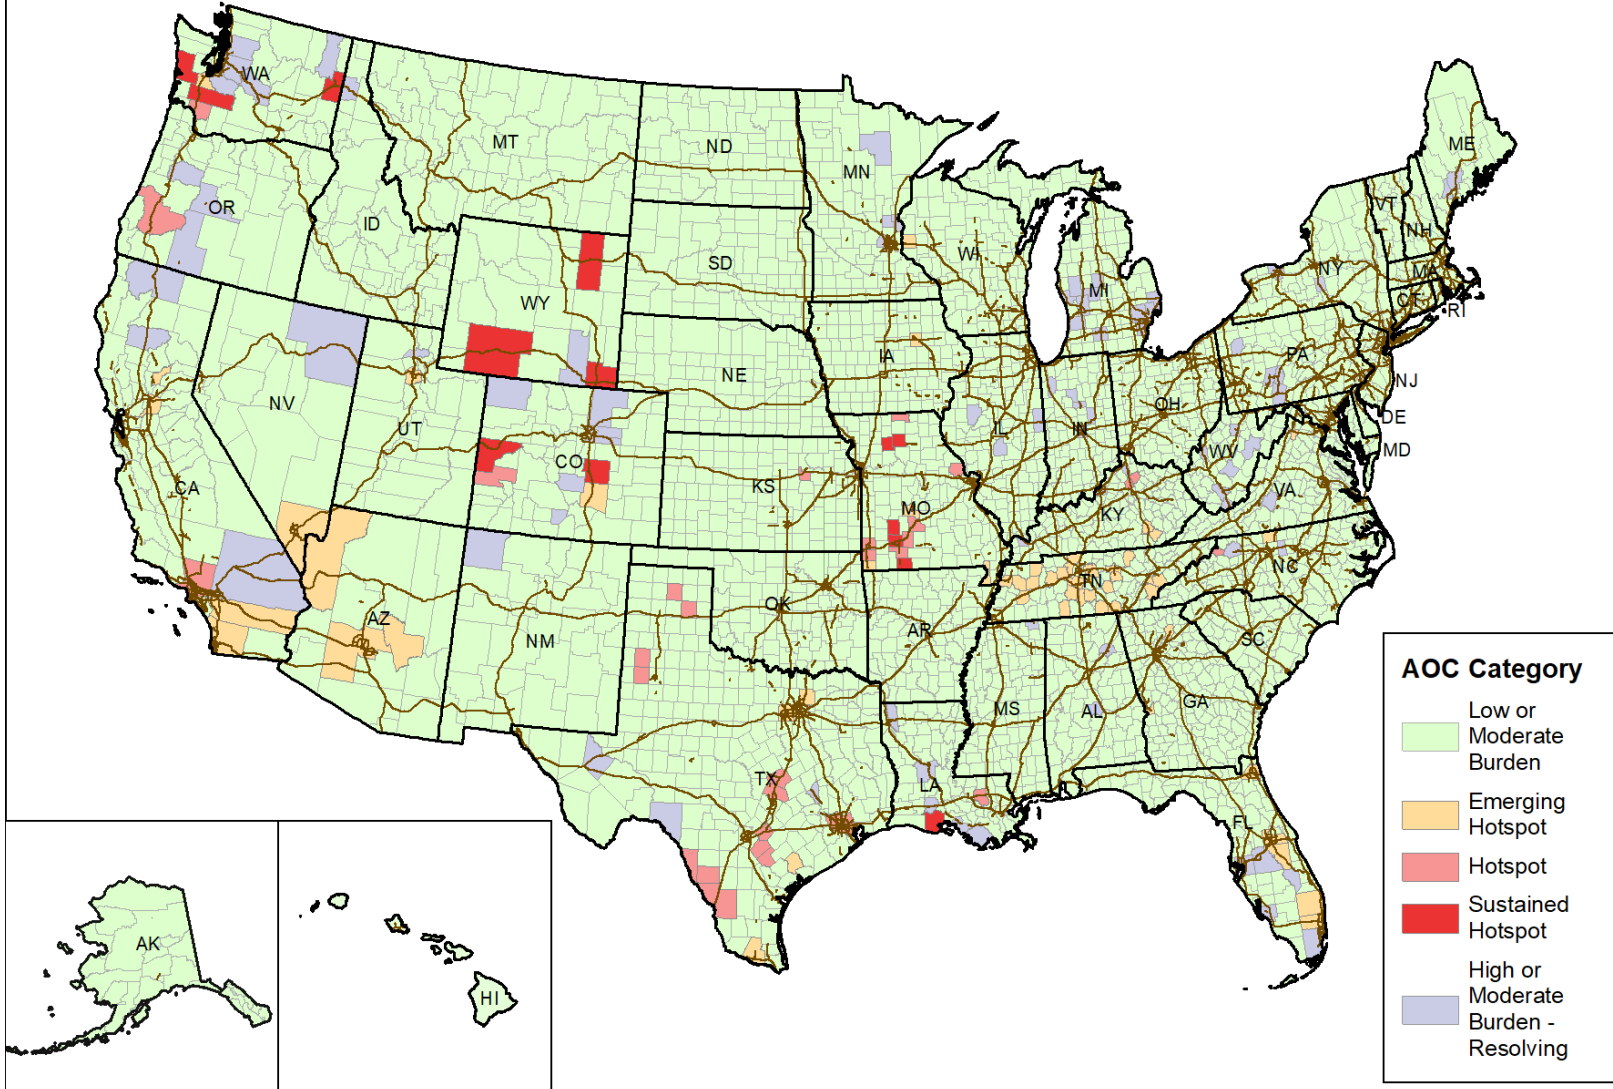 WA
MT
ND
MN
ME
OR
ID
SD
WI
MI
VT
NH
NY
MA
CT
RI
WY
NE
IA
PA
NJ
NV
UT
CO
KS
MO
IL
IN
OH
WV
DE
MD
VA
CA
KY
AZ
NM
OK
AR
TN
NC
SC
TX
LA
MS
AL
GA
FL
AK
HI
AOC Category
Low or
Moderate
Burden
Emerging
Hotspot
Hotspot
Sustained
Hotspot
High or
Moderate
Burden -
Resolving